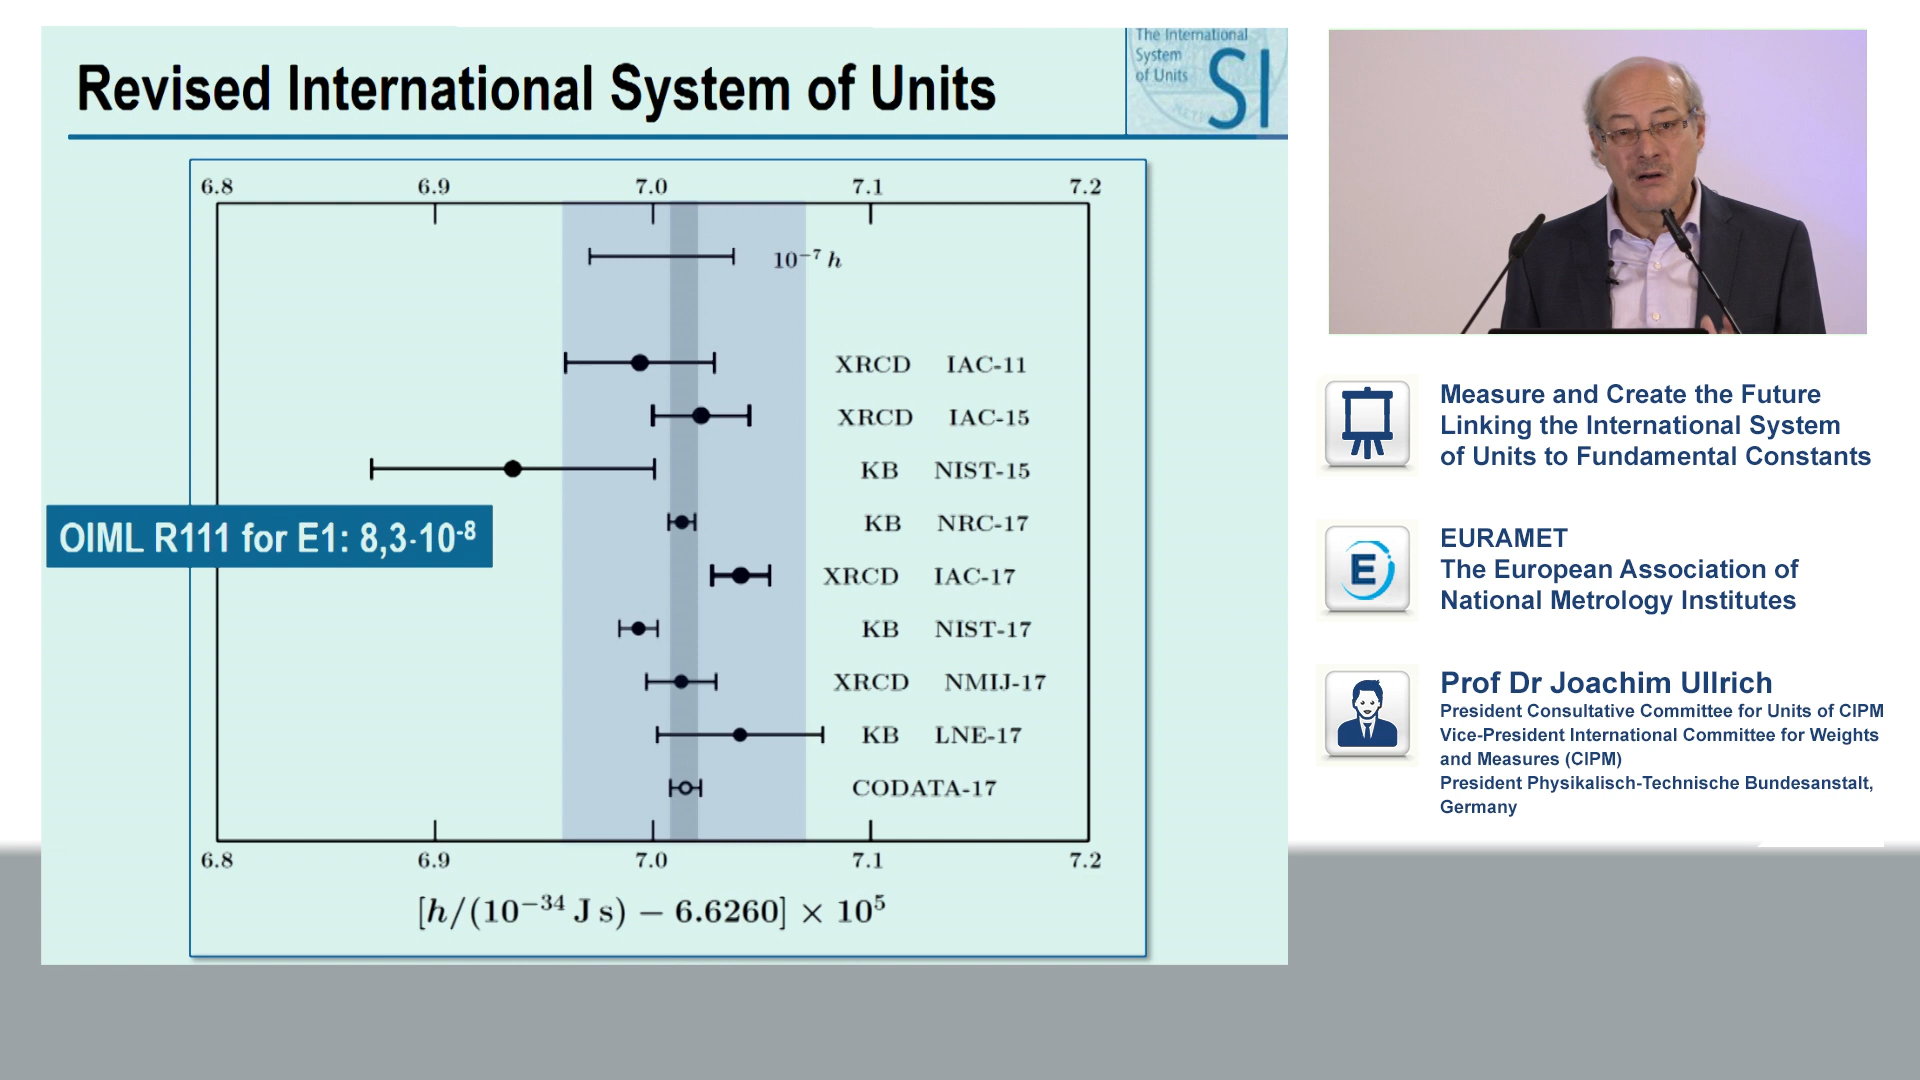 Revised International System of Units
The International
System
of Units
SI
6.8 6.9 7.0 7.1 7.2
10⁻⁷ h
XRCD IAC-11
XRCD IAC-15
KB NIST-15
KB NRC-17
OIML R111 for E1: 8,3·10⁻⁸
XRCD IAC-17
KB NIST-17
XRCD NMIJ-17
KB LNE-17
CODATA-17
6.8 6.9 7.0 7.1 7.2
[h/(10⁻³⁴ J s) − 6.6260] × 10⁵
Measure and Create the Future
Linking the International System
of Units to Fundamental Constants
E
EURAMET
The European Association of
National Metrology Institutes
Prof Dr Joachim Ullrich
President Consultative Committee for Units of CIPM
Vice-President International Committee for Weights
and Measures (CIPM)
President Physikalisch-Technische Bundesanstalt,
Germany